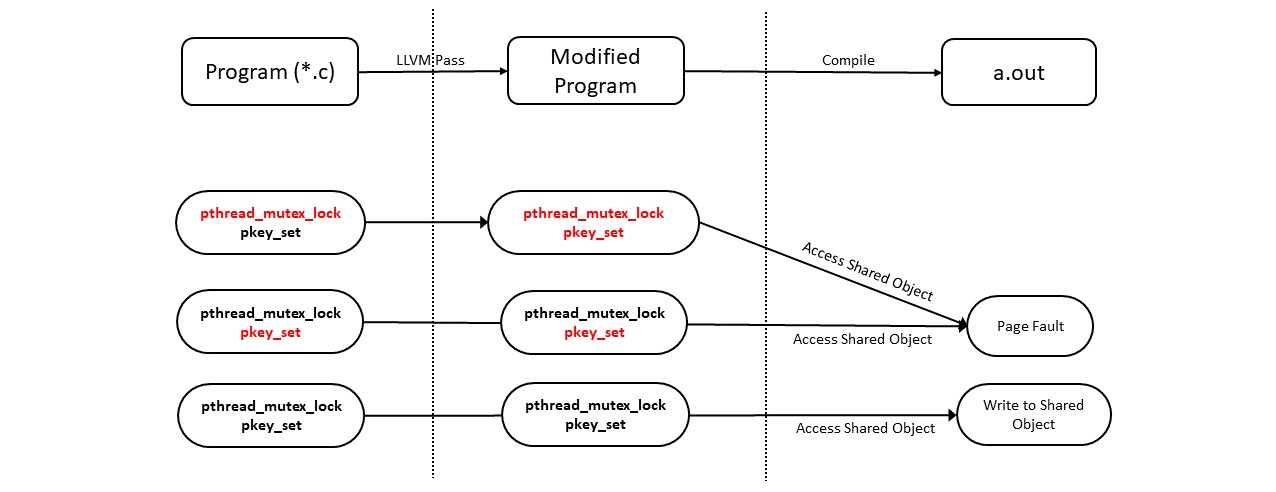 Program (*.c)
LLVM Pass
Modified
Program
Compile
a.out
pthread_mutex_lock
pkey_set
pthread_mutex_lock
pkey_set
Access Shared Object
pthread_mutex_lock
pkey_set
pthread_mutex_lock
pkey_set
Access Shared Object
Page Fault
pthread_mutex_lock
pkey_set
pthread_mutex_lock
pkey_set
Access Shared Object
Write to Shared
Object